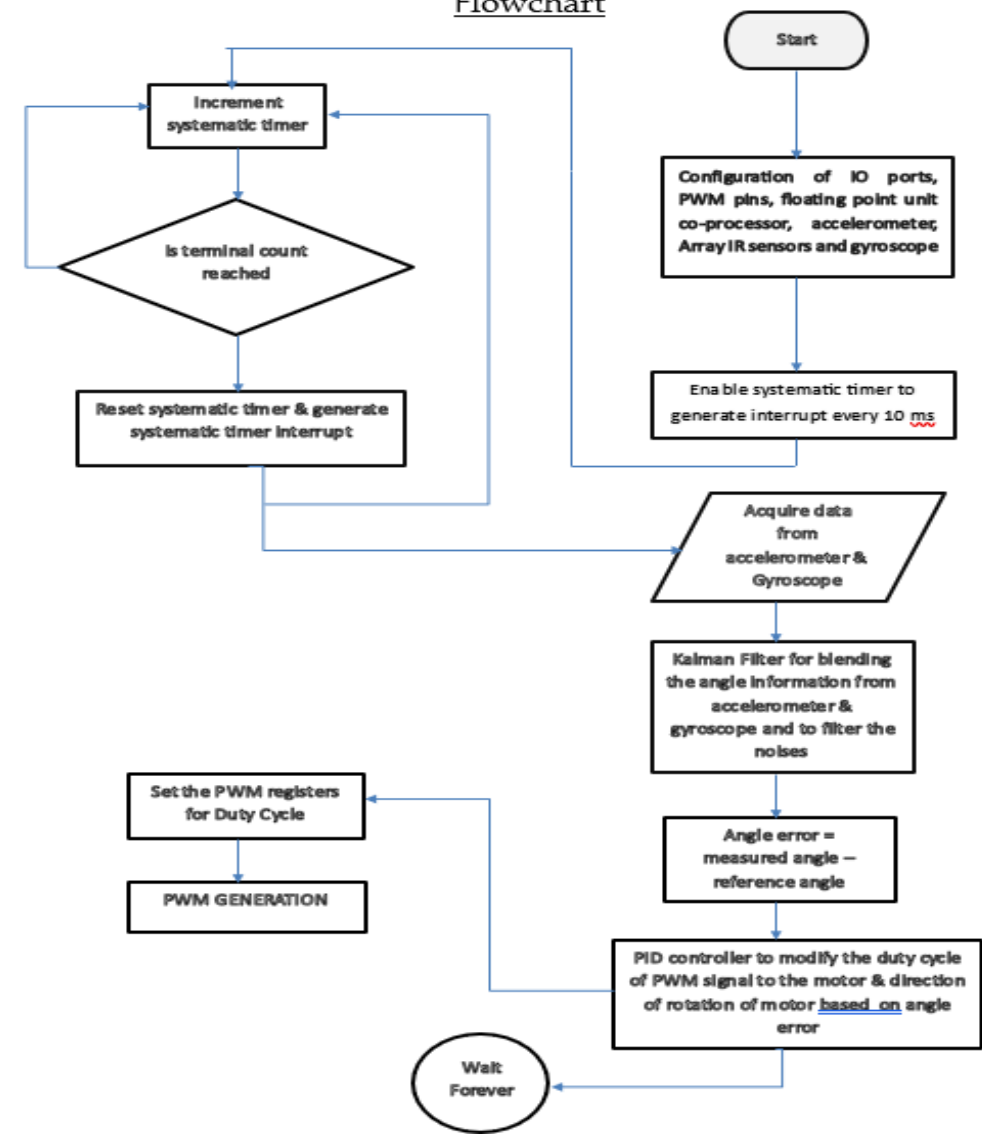 Flowchart
Start
Configuration of IO ports,
PWM pins, floating point unit
co-processor, accelerometer,
Array IR sensors and gyroscope
Enable systematic timer to
generate interrupt every 10 ms
Increment
systematic timer
Is terminal count
reached
Reset systematic timer & generate
systematic timer interrupt
Acquire data
from
accelerometer &
Gyroscope
Kalman Filter for blending
the angle information from
accelerometer &
gyroscope and to filter the
noises
Angle error =
measured angle –
reference angle
PID controller to modify the duty cycle
of PWM signal to the motor & direction
of rotation of motor based on angle
error
Set the PWM registers
for Duty Cycle
PWM GENERATION
Wait
Forever